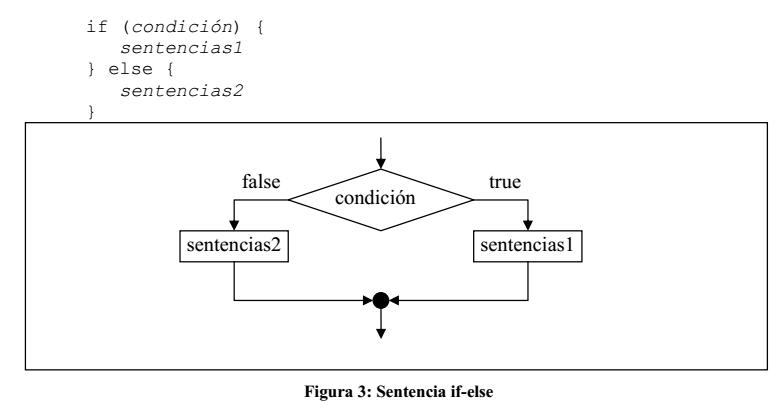 if (condición) {
   sentencias1
} else {
   sentencias2
}
false
true
condición
sentencias2
sentencias1
Figura 3: Sentencia if-else